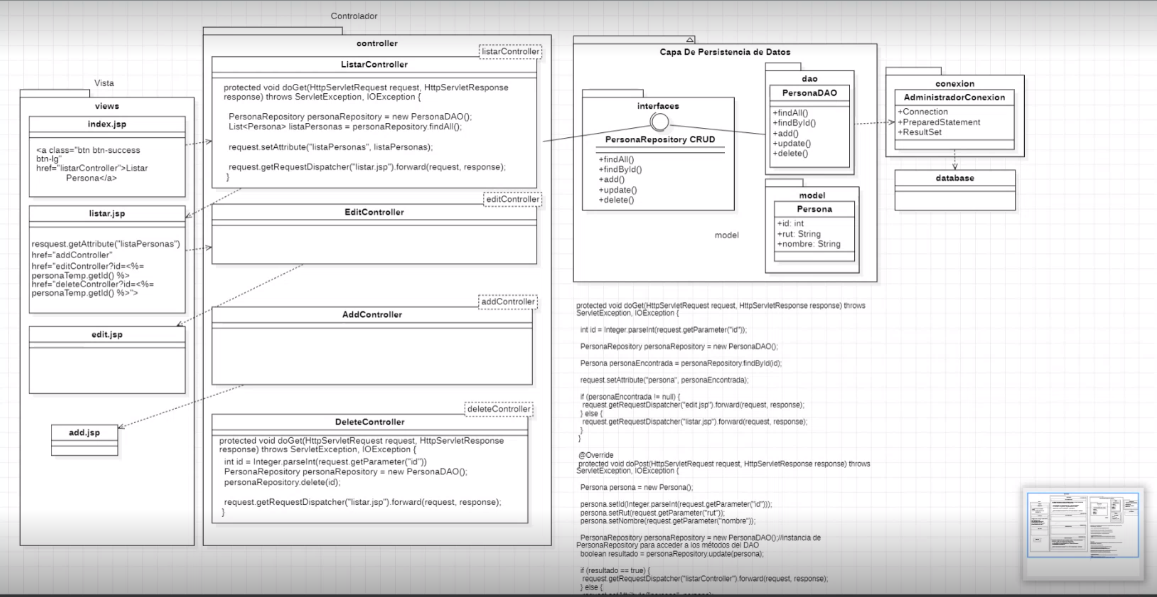 Controlador
Vista
views
index.jsp
<a class="btn btn-success
btn-lg"
href="listarController">Listar
Persona</a>
listar.jsp
resquest.getAttribute("listaPersonas")
href="addController"
href="editController?id=<%=
personaTemp.getId() %>
href="deleteController?id=<%=
personaTemp.getId() %>">
edit.jsp
add.jsp
controller
listarController
ListarController
protected void doGet(HttpServletRequest request, HttpServletResponse
response) throws ServletException, IOException {
PersonaRepository personaRepository = new PersonaDAO();
List<Persona> listaPersonas = personaRepository.findAll();
request.setAttribute("listaPersonas", listaPersonas);
request.getRequestDispatcher("listar.jsp").forward(request, response);
}
editController
EditController
addController
AddController
deleteController
DeleteController
protected void doGet(HttpServletRequest request, HttpServletResponse
response) throws ServletException, IOException {
int id = Integer.parseInt(request.getParameter("id"))
PersonaRepository personaRepository = new PersonaDAO();
personaRepository.delete(id);
request.getRequestDispatcher("listar.jsp").forward(request, response);
}
Capa De Persistencia de Datos
interfaces
PersonaRepository CRUD
+findAll()
+findById()
+add()
+update()
+delete()
dao
PersonaDAO
+findAll()
+findById()
+add()
+update()
+delete()
model
Persona
+id: int
+rut: String
+nombre: String
model
conexion
AdministradorConexion
+Connection
+PreparedStatement
+ResultSet
database
protected void doGet(HttpServletRequest request, HttpServletResponse response) throws
ServletException, IOException {
int id = Integer.parseInt(request.getParameter("id"));
PersonaRepository personaRepository = new PersonaDAO();
Persona personaEncontrada = personaRepository.findById(id);
request.setAttribute("persona", personaEncontrada);
if (personaEncontrada != null) {
request.getRequestDispatcher("edit.jsp").forward(request, response);
} else {
request.getRequestDispatcher("listar.jsp").forward(request, response);
}
}
@Override
protected void doPost(HttpServletRequest request, HttpServletResponse response) throws
ServletException, IOException {
Persona persona = new Persona();
persona.setId(Integer.parseInt(request.getParameter("id")));
persona.setRut(request.getParameter("rut"));
persona.setNombre(request.getParameter("nombre"));
PersonaRepository personaRepository = new PersonaDAO();//instancia de
PersonaRepository para acceder a los métodos del DAO
boolean resultado = personaRepository.update(persona);
if (resultado == true) {
request.getRequestDispatcher("listarController").forward(request, response);
} else {